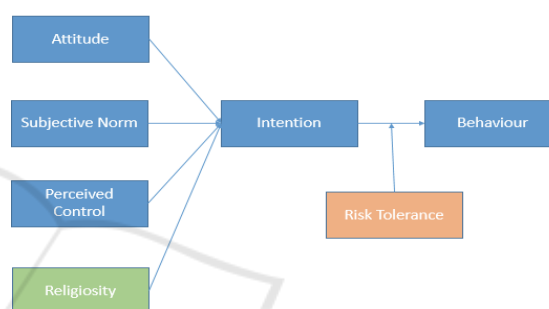 Attitude
Subjective Norm
Intention
Behaviour
Perceived
Control
Risk Tolerance
Religiosity